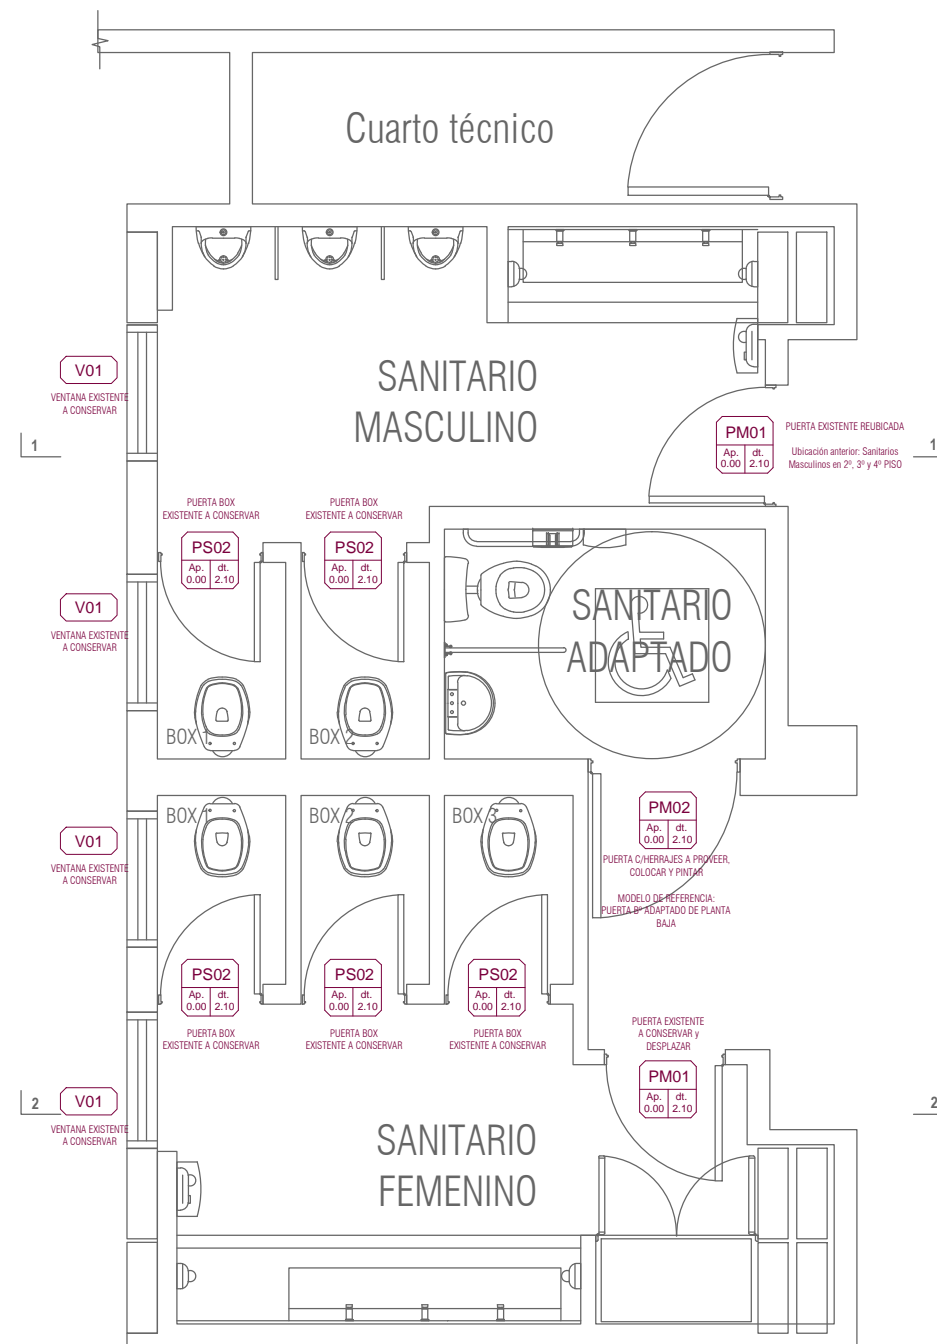 Cuarto técnico
V01
VENTANA EXISTENTE
A CONSERVAR
SANITARIO
MASCULINO
PM01
Ap. dt.
0.00 2.10
PUERTA EXISTENTE REUBICADA
Ubicación anterior: Sanitarios
Masculinos en 2º, 3º y 4º PISO
1
1
PUERTA BOX
EXISTENTE A CONSERVAR
PS02
Ap. dt.
0.00 2.10
PUERTA BOX
EXISTENTE A CONSERVAR
PS02
Ap. dt.
0.00 2.10
V01
VENTANA EXISTENTE
A CONSERVAR
SANITARIO
ADAPTADO
BOX 1
BOX 2
BOX 1
BOX 2
BOX 3
V01
VENTANA EXISTENTE
A CONSERVAR
PM02
Ap. dt.
0.00 2.10
PUERTA C/HERRAJES A PROVEER,
COLOCAR Y PINTAR
MODELO DE REFERENCIA:
PUERTA Bº ADAPTADO DE PLANTA
BAJA
PS02
Ap. dt.
0.00 2.10
PUERTA BOX
EXISTENTE A CONSERVAR
PS02
Ap. dt.
0.00 2.10
PUERTA BOX
EXISTENTE A CONSERVAR
PS02
Ap. dt.
0.00 2.10
PUERTA BOX
EXISTENTE A CONSERVAR
PUERTA EXISTENTE
A CONSERVAR y
DESPLAZAR
PM01
Ap. dt.
0.00 2.10
2
V01
VENTANA EXISTENTE
A CONSERVAR
2
SANITARIO
FEMENINO